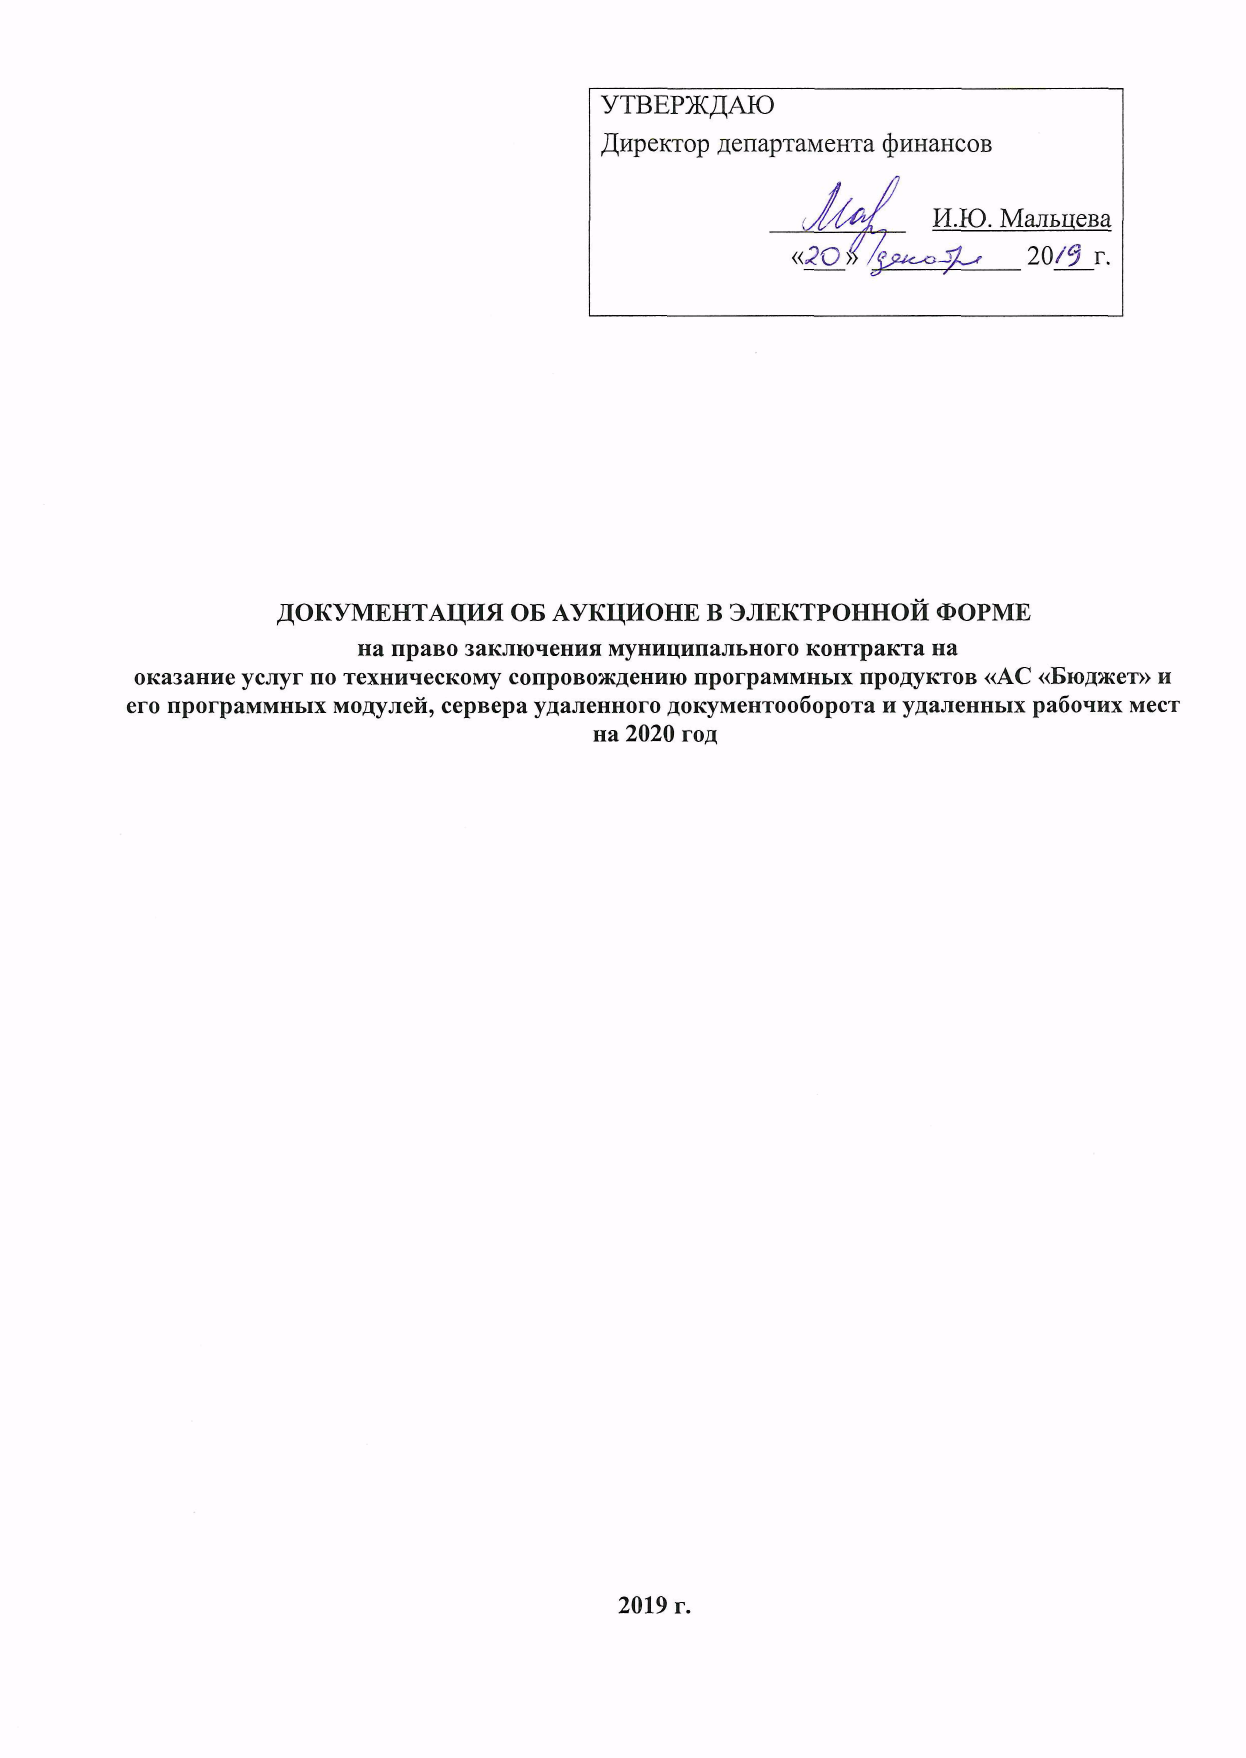 УТВЕРЖДАЮ
Директор департамента финансов
И.Ю. Мальцева
«20» декабря 2019 г.
ДОКУМЕНТАЦИЯ ОБ АУКЦИОНЕ В ЭЛЕКТРОННОЙ ФОРМЕ
на право заключения муниципального контракта на
оказание услуг по техническому сопровождению программных продуктов «АС «Бюджет» и
его программных модулей, сервера удаленного документооборота и удаленных рабочих мест
на 2020 год
2019 г.